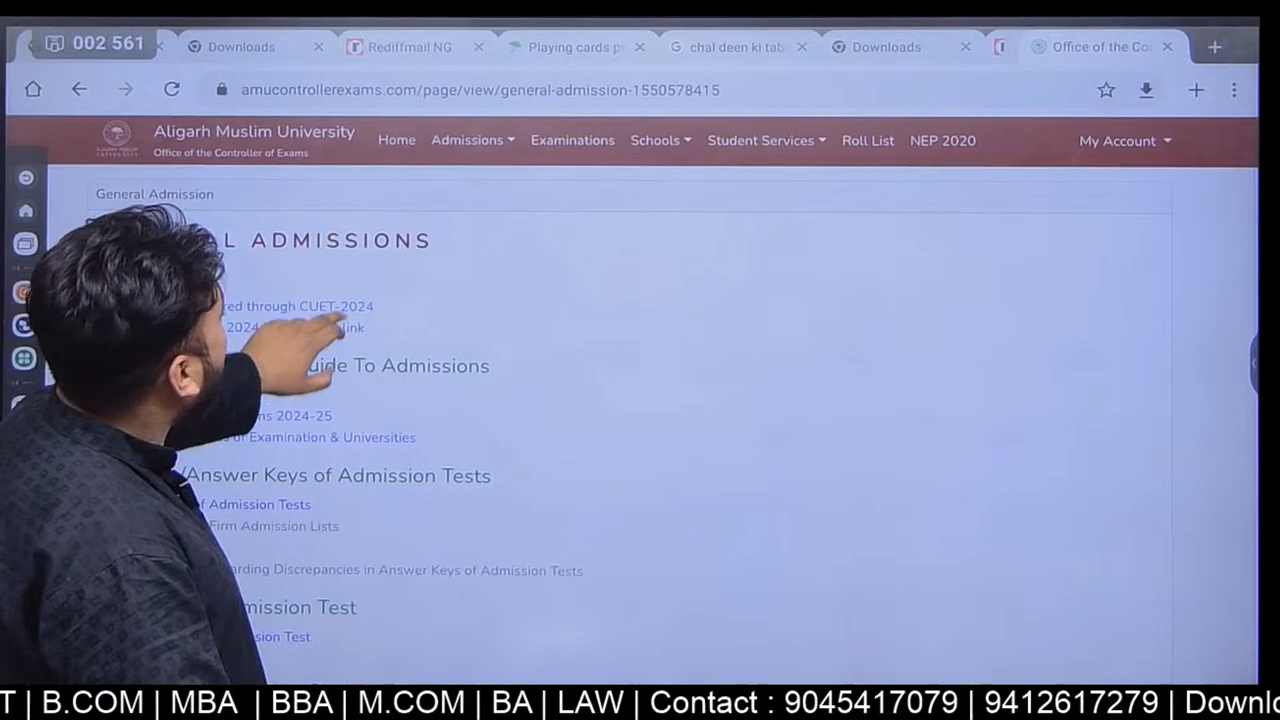 002 561
Downloads
Rediffmail NG
Playing cards p
chal deen ki tab
Downloads
Office of the Co
amucontrollerexams.com/page/view/general-admission-1550578415
Aligarh Muslim University
Office of the Controller of Exams
Home Admissions Examinations Schools Student Services Roll List NEP 2020 My Account
General Admission
L ADMISSIONS
red through CUET-2024
2024 link
uide To Admissions
ms 2024-25
of Examination & Universities
/Answer Keys of Admission Tests
of Admission Tests
Firm Admission Lists
arding Discrepancies in Answer Keys of Admission Tests
mission Test
sion Test
T | B.COM | MBA | BBA | M.COM | BA | LAW | Contact : 9045417079 | 9412617279 | Downlo